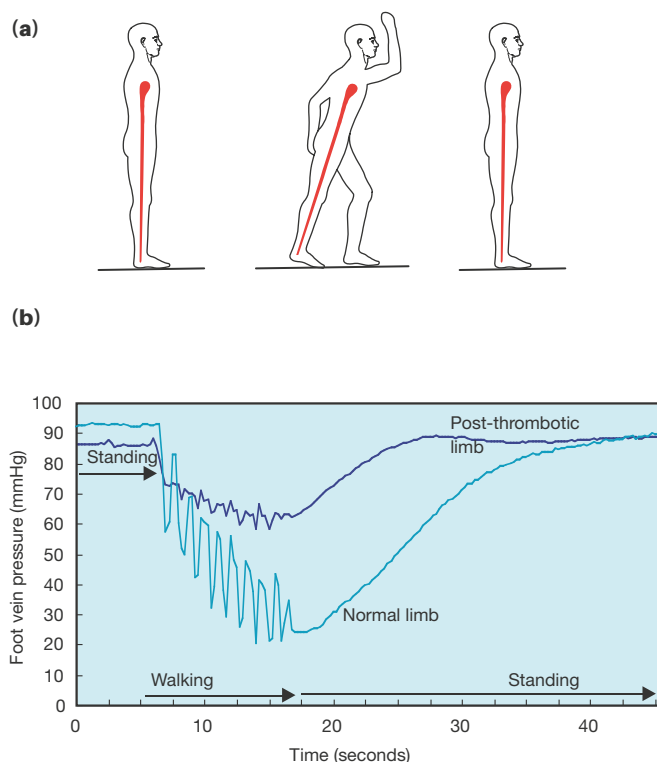 (a)
(b)
100
90
80
70
60
50
40
30
20
10
0
Foot vein pressure (mmHg)
Standing
Post-thrombotic
limb
Normal limb
Walking
Standing
0
10
20
30
40
Time (seconds)